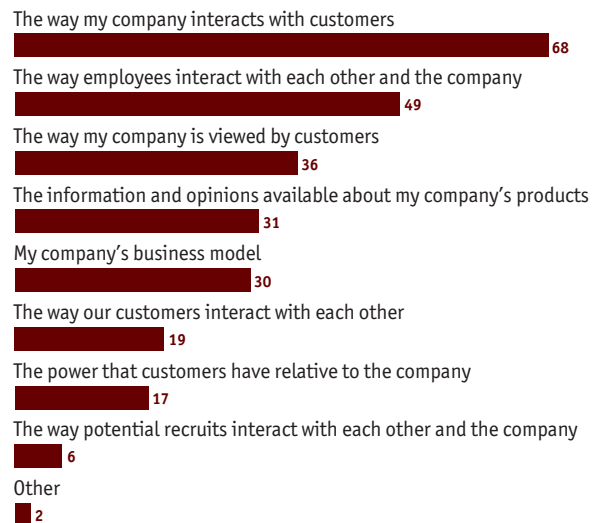 The way my company interacts with customers
68
The way employees interact with each other and the company
49
The way my company is viewed by customers
36
The information and opinions available about my company’s products
31
My company’s business model
30
The way our customers interact with each other
19
The power that customers have relative to the company
17
The way potential recruits interact with each other and the company
6
Other
2